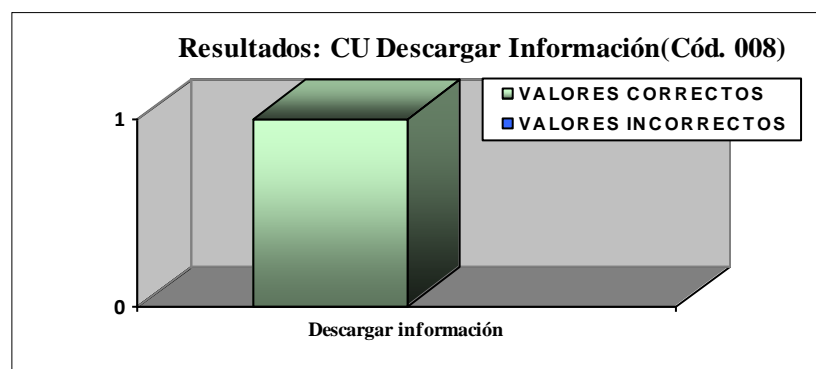 Resultados: CU Descargar Información(Cód. 008)
VALORES CORRECTOS
VALORES INCORRECTOS
1
0
Descargar información